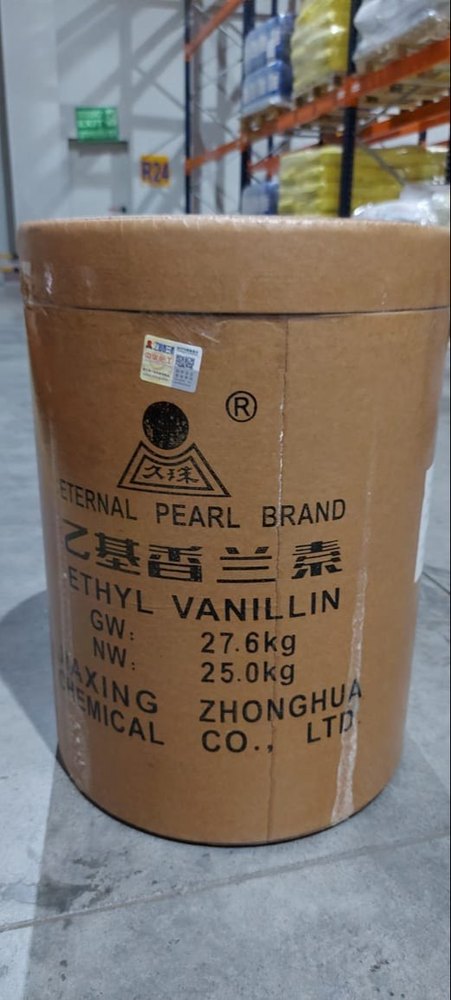 R24
®
久珠
ETERNAL PEARL BRAND
乙基香兰素
ETHYL VANILLIN
GW: 27.6kg
NW: 25.0kg
JIAXING ZHONGHUA
CHEMICAL CO., LTD.